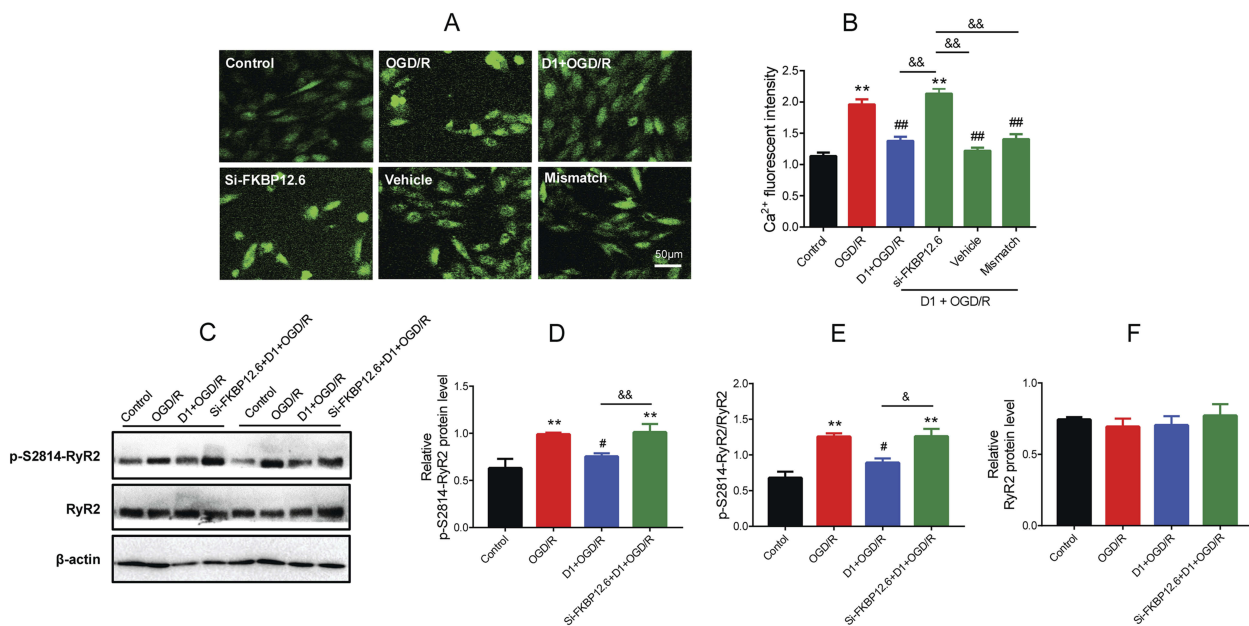 A
Control
OGD/R
D1+OGD/R
Si-FKBP12.6
Vehicle
Mismatch
50μm
B
&&
&&
&&
**
##
**
##
##
Ca2+ fluorescent intensity
2.5
2.0
1.5
1.0
0.5
0.0
Control
OGD/R
D1+OGD/R
si-FKBP12.6
Vehicle
Mismatch
D1 + OGD/R
C
Control
OGD/R
D1+OGD/R
Si-FKBP12.6+D1+OGD/R
Control
OGD/R
D1+OGD/R
Si-FKBP12.6+D1+OGD/R
p-S2814-RyR2
RyR2
β-actin
D
&&
**
#
**
Relative
p-S2814-RyR2 protein level
1.5
1.0
0.5
0.0
Control
OGD/R
D1+OGD/R
Si-FKBP12.6+D1+OGD/R
E
&
**
#
**
p-S2814-RyR2/RyR2
2.0
1.5
1.0
0.5
0.0
Control
OGD/R
D1+OGD/R
Si-FKBP12.6+D1+OGD/R
F
Relative
RyR2 protein level
1.0
0.5
0.0
Control
OGD/R
D1+OGD/R
Si-FKBP12.6+D1+OGD/R